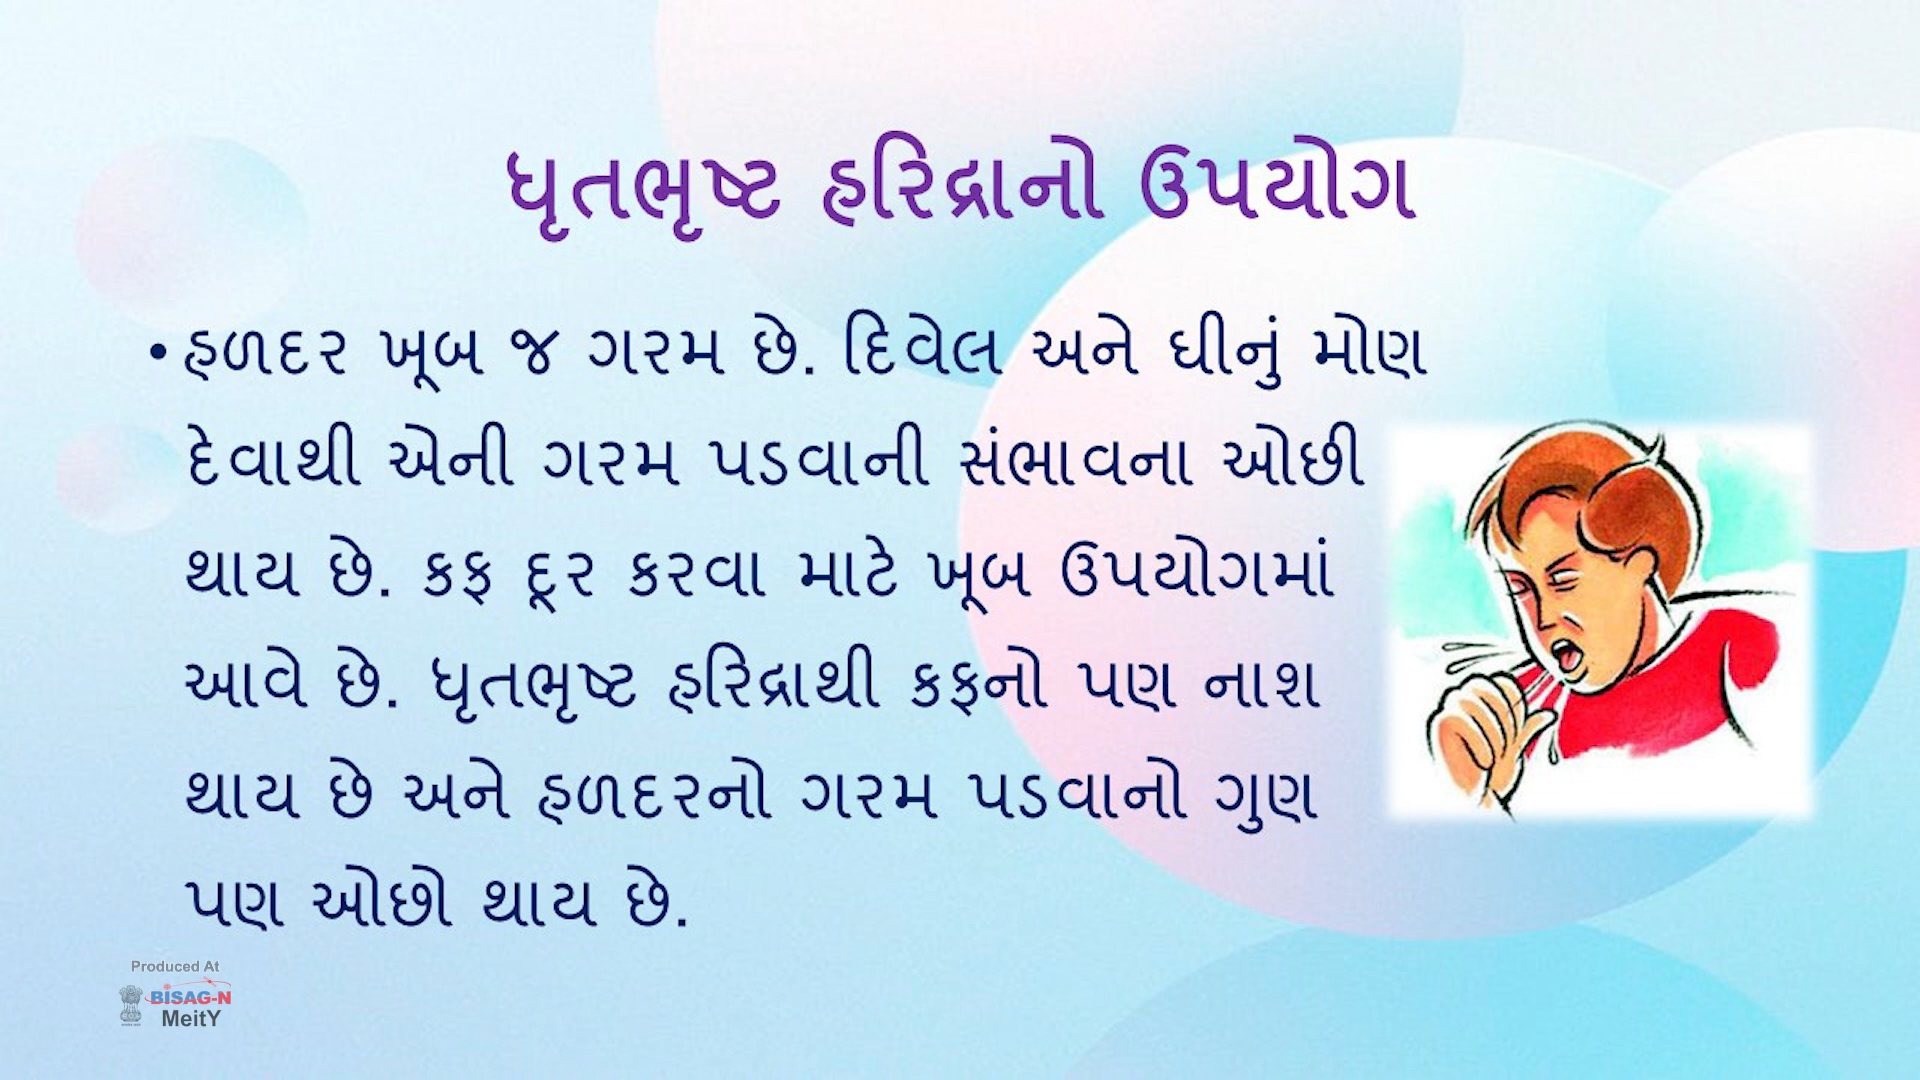 ધૃતભૃષ્ટ હરિદ્રાનો ઉપયોગ
• હળદર ખૂબ જ ગરમ છે. દિવેલ અને ઘીનું મોણ
દેવાથી એની ગરમ પડવાની સંભાવના ઓછી
થાય છે. કફ દૂર કરવા માટે ખૂબ ઉપયોગમાં
આવે છે. ધૃતભૃષ્ટ હરિદ્રાથી કફનો પણ નાશ
થાય છે અને હળદરનો ગરમ પડવાનો ગુણ
પણ ઓછો થાય છે.
Produced At
BISAG-N
MeitY